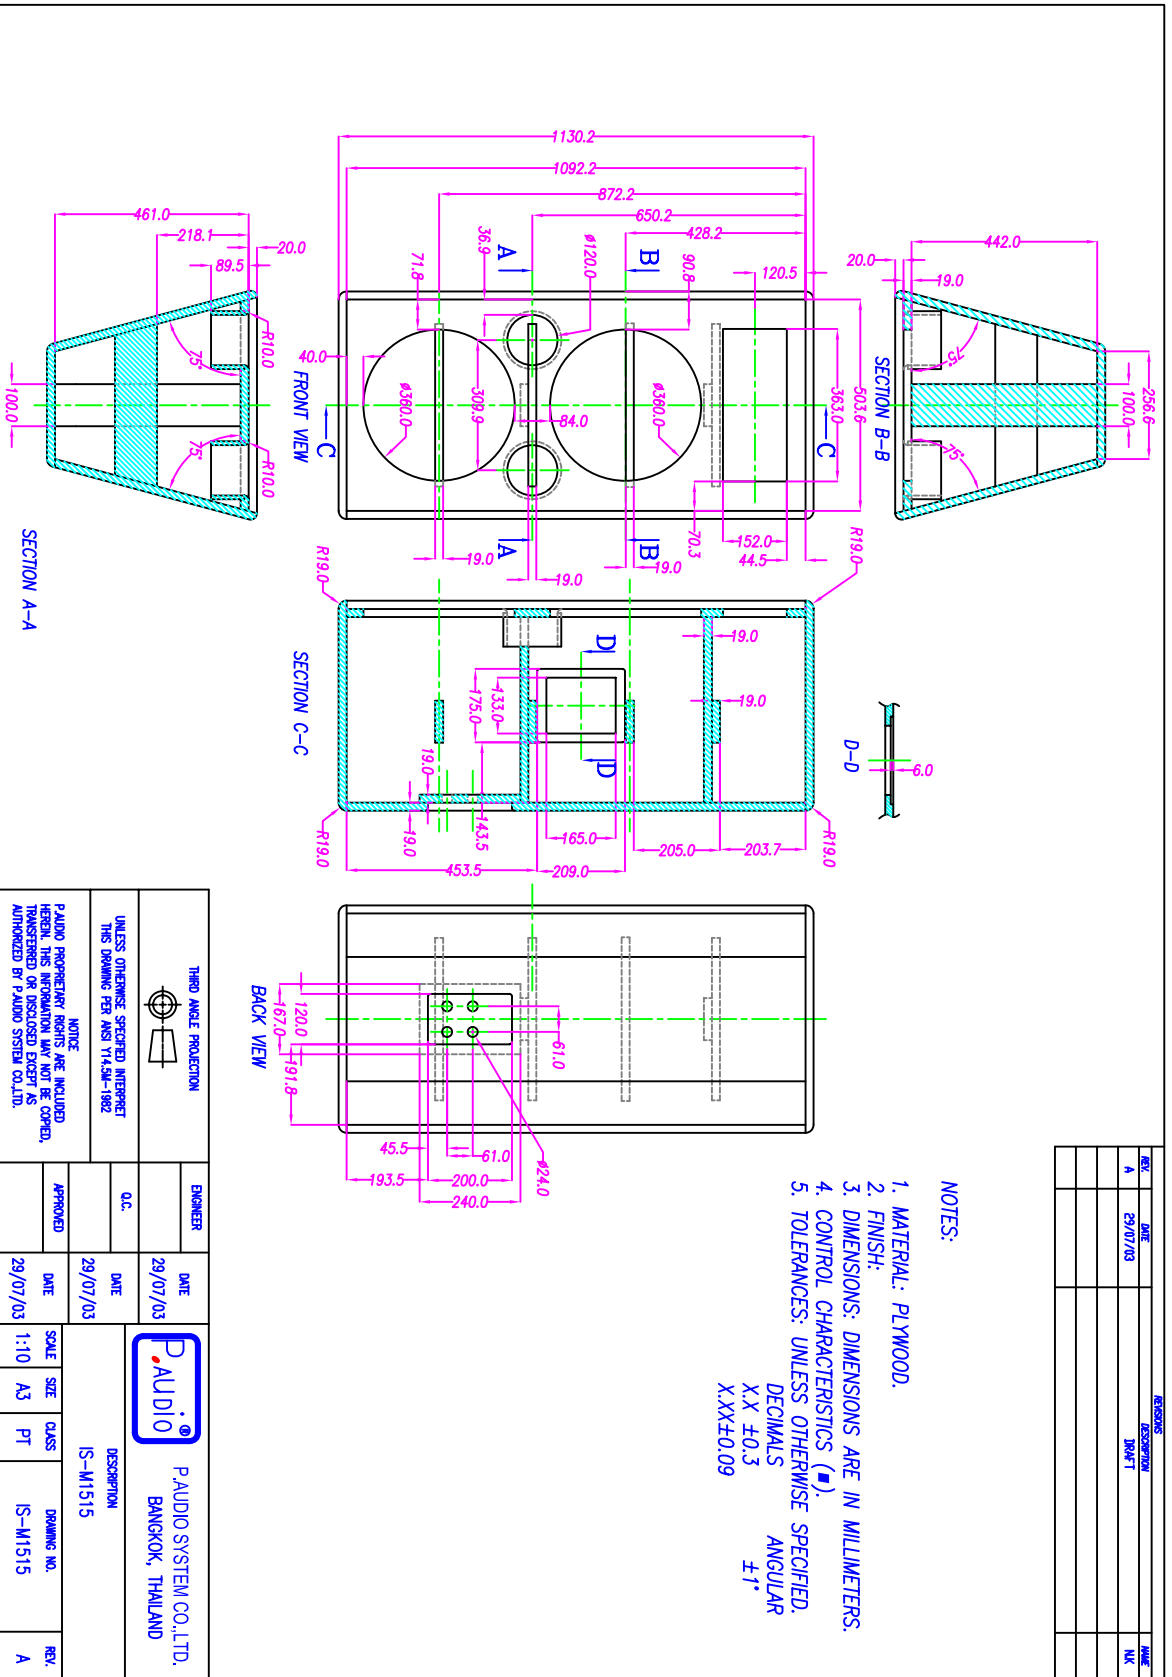 REVISIONS
REV. DATE DESCRIPTION NAME
A 29/07/03 DRAFT N.K
256.6
100.0
442.0
19.0
20.0
75°
75°
SECTION B-B
6.0
D-D
1130.2
1092.2
872.2
650.2
428.2
120.5
36.9
71.8
ø120.0
90.8
A
B
C
C
A
B
40.0
ø360.0
ø360.0
309.9
84.0
363.0
503.6
70.3
152.0
44.5
19.0
19.0
19.0
FRONT VIEW
461.0
218.1
89.5
20.0
R10.0
R10.0
75°
75°
100.0
SECTION A-A
R19.0
R19.0
R19.0
R19.0
D
D
19.0
19.0
133.0
175.0
19.0
19.0
143.5
165.0
205.0
203.7
209.0
453.5
SECTION C-C
120.0
167.0
191.8
61.0
61.0
45.5
ø24.0
193.5
200.0
240.0
BACK VIEW
NOTES:
1. MATERIAL: PLYWOOD.
2. FINISH:
3. DIMENSIONS: DIMENSIONS ARE IN MILLIMETERS.
4. CONTROL CHARACTERISTICS (■).
5. TOLERANCES: UNLESS OTHERWISE SPECIFIED.
DECIMALS ANGULAR
X.X ±0.3 ±1°
X.XX±0.09
THIRD ANGLE PROJECTION
UNLESS OTHERWISE SPECIFIED INTERPRET
THIS DRAWING PER ANSI Y14.5M-1982
NOTICE
P.AUDIO PROPRIETARY RIGHTS ARE INCLUDED
HEREIN. THIS INFORMATION MAY NOT BE COPIED,
TRANSFERRED OR DISCLOSED EXCEPT AS
AUTHORIZED BY P.AUDIO SYSTEM CO.,LTD.
ENGINEER
DATE
29/07/03
Q.C.
DATE
29/07/03
APPROVED
DATE
29/07/03
P.AUDIO ®
P.AUDIO SYSTEM CO.,LTD.
BANGKOK, THAILAND
DESCRIPTION
IS-M1515
SCALE SIZE CLASS DRAWING NO. REV.
1:10 A3 PT IS-M1515 A